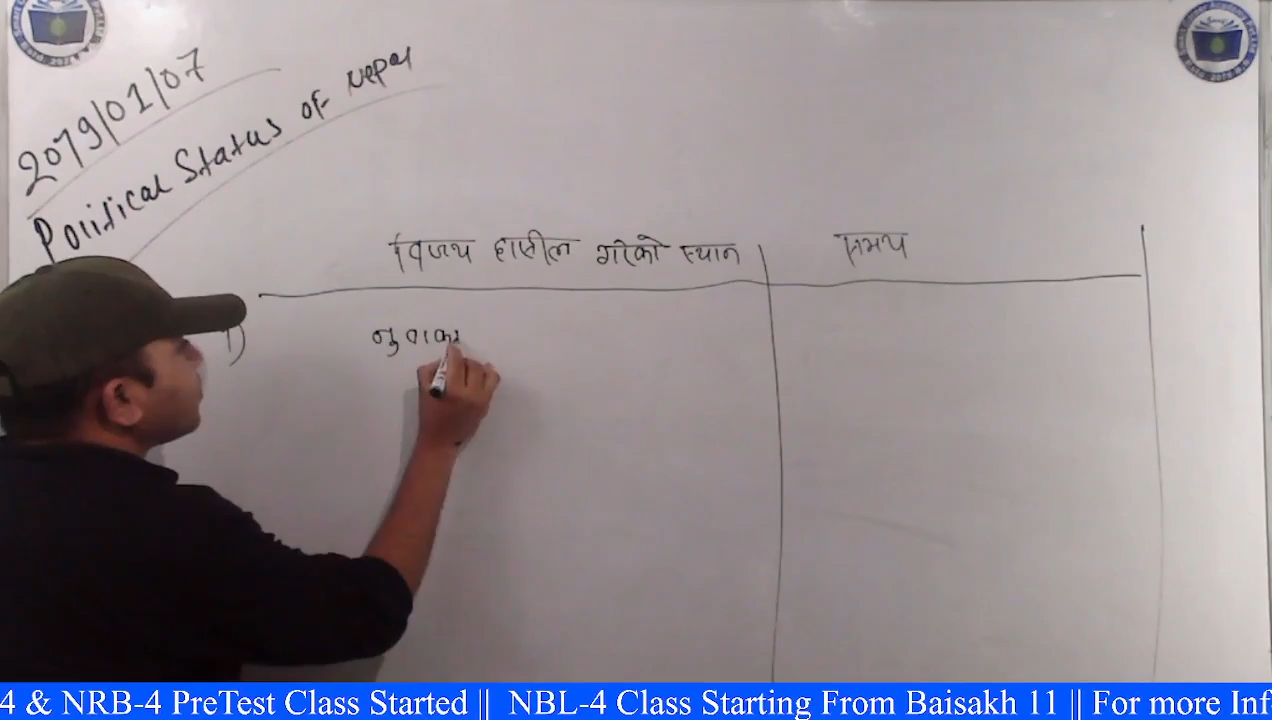 2079/01/07
Political Status of Nepal
विजय हासील गरेको स्थान
समय
1)
नुवाक
4 & NRB-4 PreTest Class Started || NBL-4 Class Starting From Baisakh 11 || For more Inf